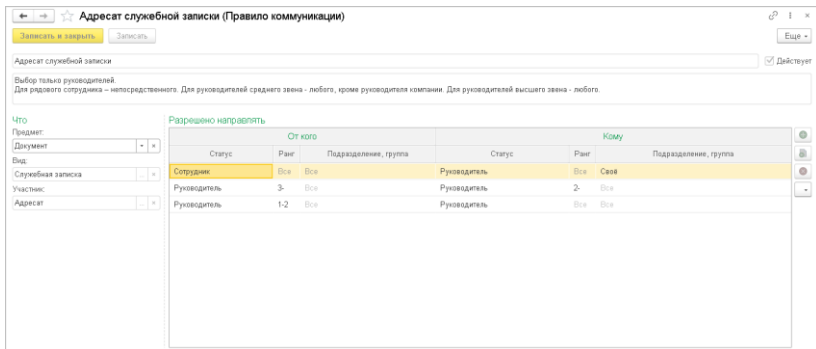 Адресат служебной записки (Правило коммуникации)
Записать и закрыть Записать Еще
Адресат служебной записки Действует
Выбор только руководителей.
Для рядового сотрудника – непосредственного. Для руководителей среднего звена - любого, кроме руководителя компании. Для руководителей высшего звена - любого.
Что
Предмет:
Документ
Вид:
Служебная записка
Участник:
Адресат
Разрешено направлять
От кого Кому
Статус Ранг Подразделение, группа Статус Ранг Подразделение, группа
Сотрудник Все Все Руководитель Все Своё
Руководитель 3- Все Руководитель 2- Все
Руководитель 1-2 Все Руководитель Все Все